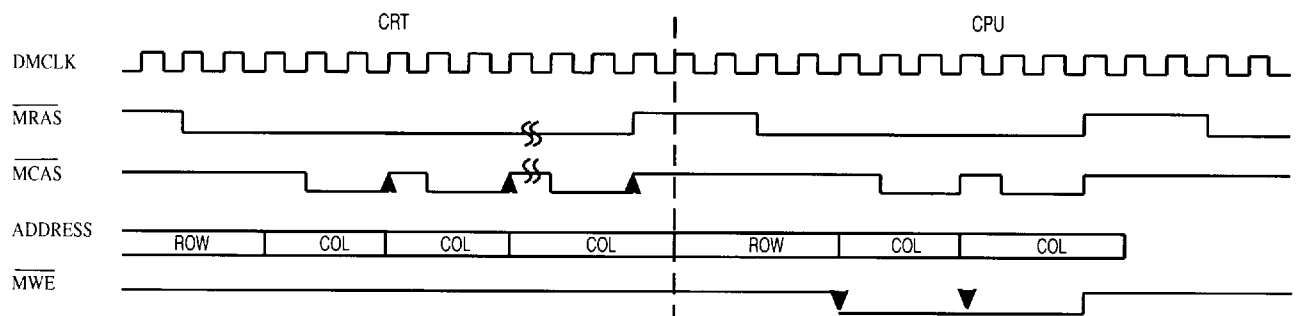 CRT CPU
DMCLK
MRAS
MCAS
ADDRESS ROW COL COL COL ROW COL COL
MWE